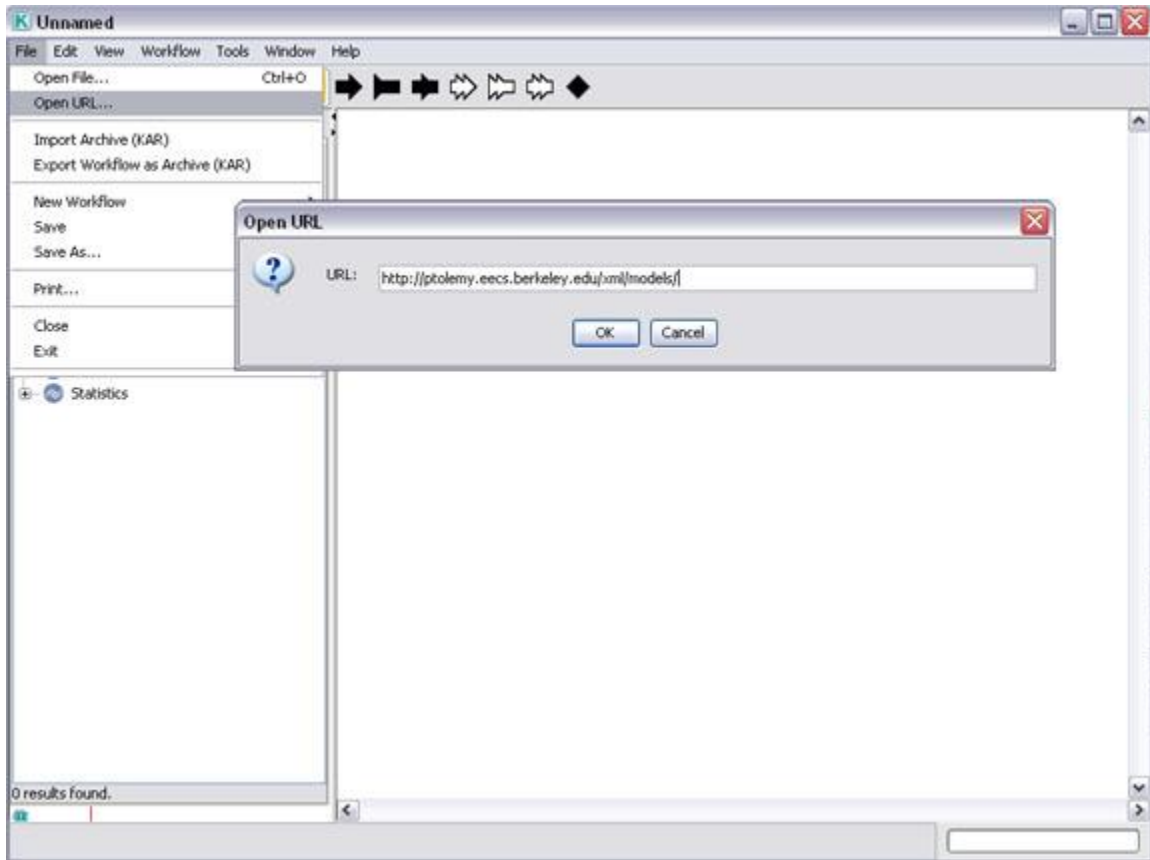 Unnamed
File Edit View Workflow Tools Window Help
Open File... Ctrl+O
Open URL...
Import Archive (KAR)
Export Workflow as Archive (KAR)
New Workflow
Save
Save As...
Print...
Close
Exit
Open URL
URL: http://ptolemy.eecs.berkeley.edu/xml/models/
OK Cancel
Statistics
0 results found.